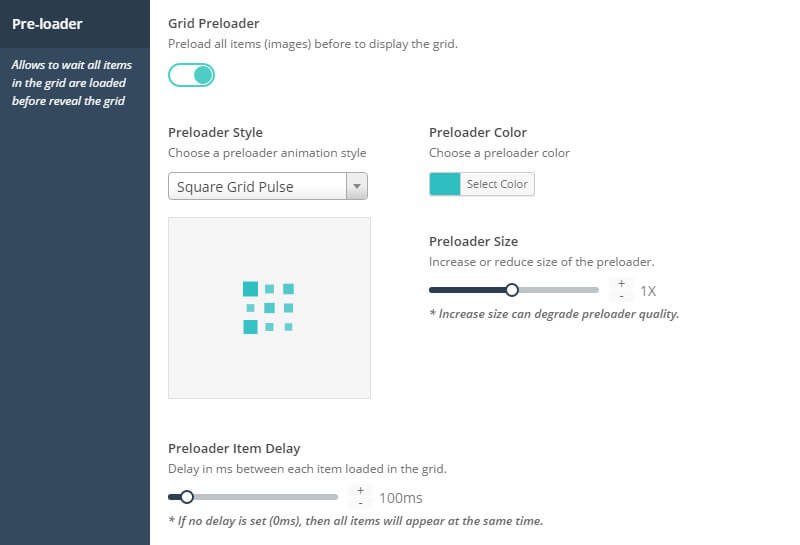 Pre-loader
Allows to wait all items
in the grid are loaded
before reveal the grid
Grid Preloader
Preload all items (images) before to display the grid.
Preloader Style
Choose a preloader animation style
Square Grid Pulse
Preloader Color
Choose a preloader color
Select Color
Preloader Size
Increase or reduce size of the preloader.
+
-
1X
* Increase size can degrade preloader quality.
Preloader Item Delay
Delay in ms between each item loaded in the grid.
+
-
100ms
* If no delay is set (0ms), then all items will appear at the same time.